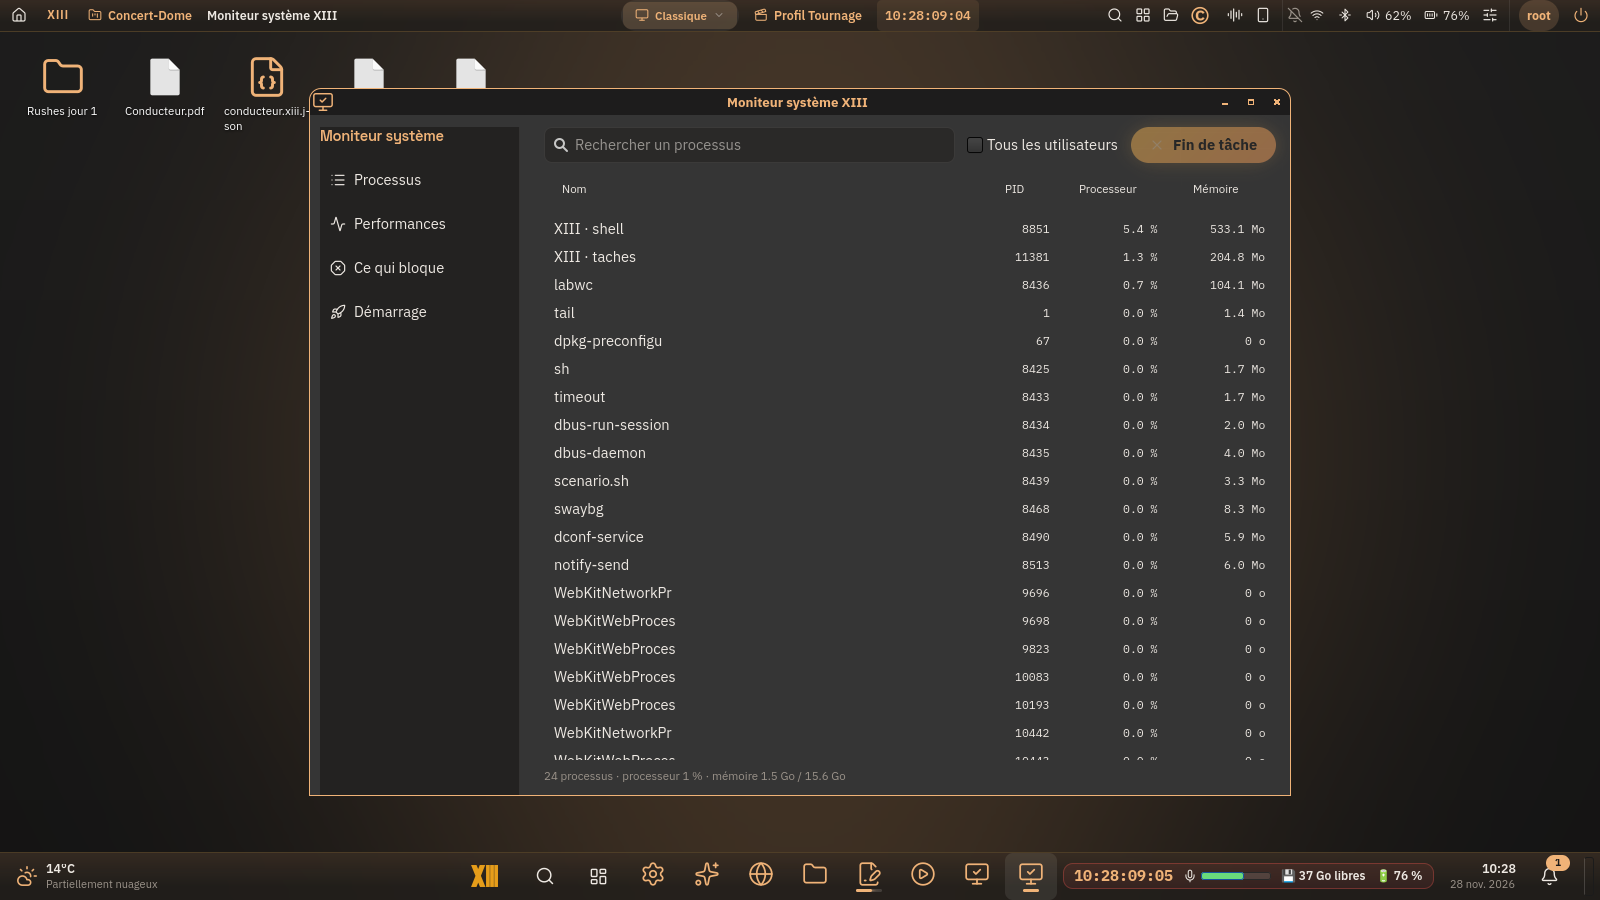 XIII Concert-Dome Moniteur système XIII Classique Profil Tournage 10:28:09:04 62% 76% root
Rushes jour 1
Conducteur.pdf
conducteur.xiii.j-
son
Moniteur système XIII
Moniteur système
Processus
Performances
Ce qui bloque
Démarrage
Rechercher un processus Tous les utilisateurs Fin de tâche
Nom PID Processeur Mémoire
XIII · shell 8851 5.4 % 533.1 Mo
XIII · taches 11381 1.3 % 204.8 Mo
labwc 8436 0.7 % 104.1 Mo
tail 1 0.0 % 1.4 Mo
dpkg-preconfigu 67 0.0 % 0 o
sh 8425 0.0 % 1.7 Mo
timeout 8433 0.0 % 1.7 Mo
dbus-run-session 8434 0.0 % 2.0 Mo
dbus-daemon 8435 0.0 % 4.0 Mo
scenario.sh 8439 0.0 % 3.3 Mo
swaybg 8468 0.0 % 8.3 Mo
dconf-service 8490 0.0 % 5.9 Mo
notify-send 8513 0.0 % 6.0 Mo
WebKitNetworkPr 9696 0.0 % 0 o
WebKitWebProces 9698 0.0 % 0 o
WebKitWebProces 9823 0.0 % 0 o
WebKitWebProces 10083 0.0 % 0 o
WebKitWebProces 10193 0.0 % 0 o
WebKitNetworkPr 10442 0.0 % 0 o
WebKitWebProces 10443 0.0 % 0 o
24 processus · processeur 1 % · mémoire 1.5 Go / 15.6 Go
14°C
Partiellement nuageux
XIII
10:28:09:05 37 Go libres 76 %
10:28
28 nov. 2026
1